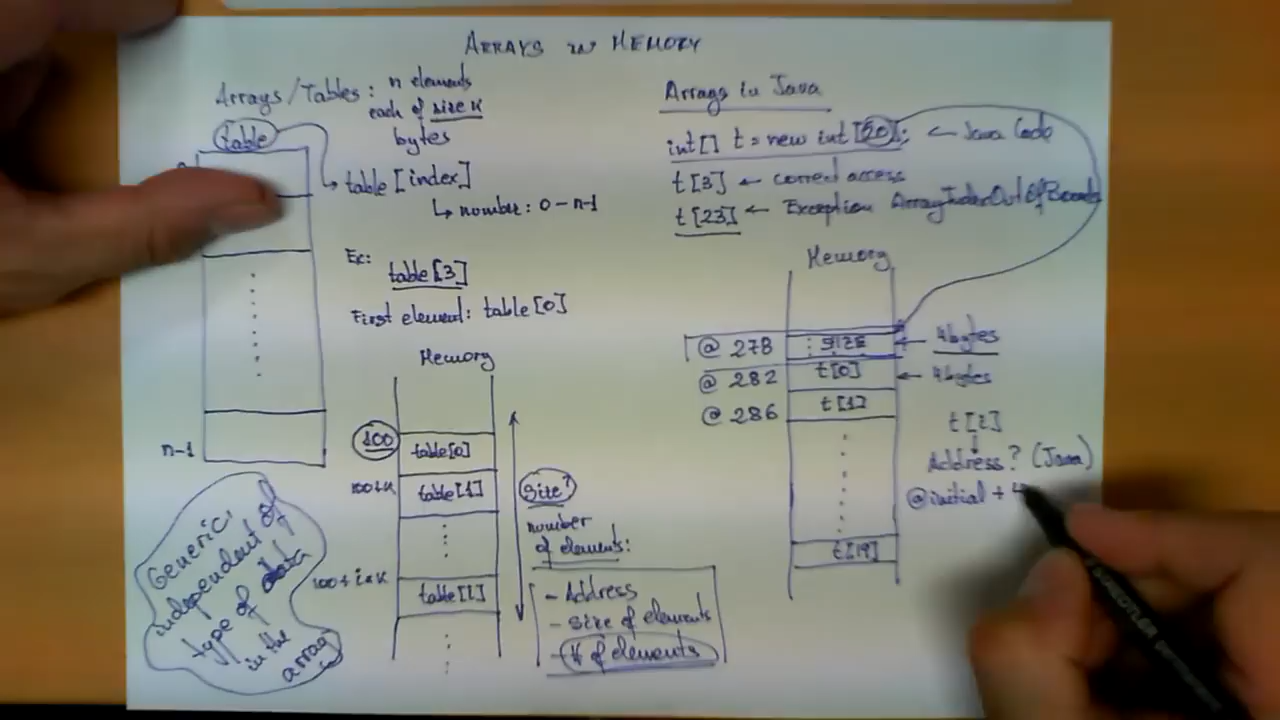 ARRAYS IN MEMORY
Arrays/Tables: n elements
each of size k
bytes
table
table [index]
↳ number: 0 - n-1
Ex:
table [3]
First element: table [0]
n-1
Generic,
independent of
type of data
in the
array
Memory
100
table[0]
100+k
table[1]
100+i*k
table[i]
Size?
number
of elements:
- Address
- Size of elements
- # of elements
Arrays in Java
int[] t = new int [20]; ← Java Code
t[3] ← correct access
t[23] ← Exception ArrayIndexOutOfBounds
Memory
@ 278 SIZE ← 4bytes
@ 282 t[0] ← 4bytes
@ 286 t[1]
t[19]
t[i]
Address? (Java)
@initial + 4